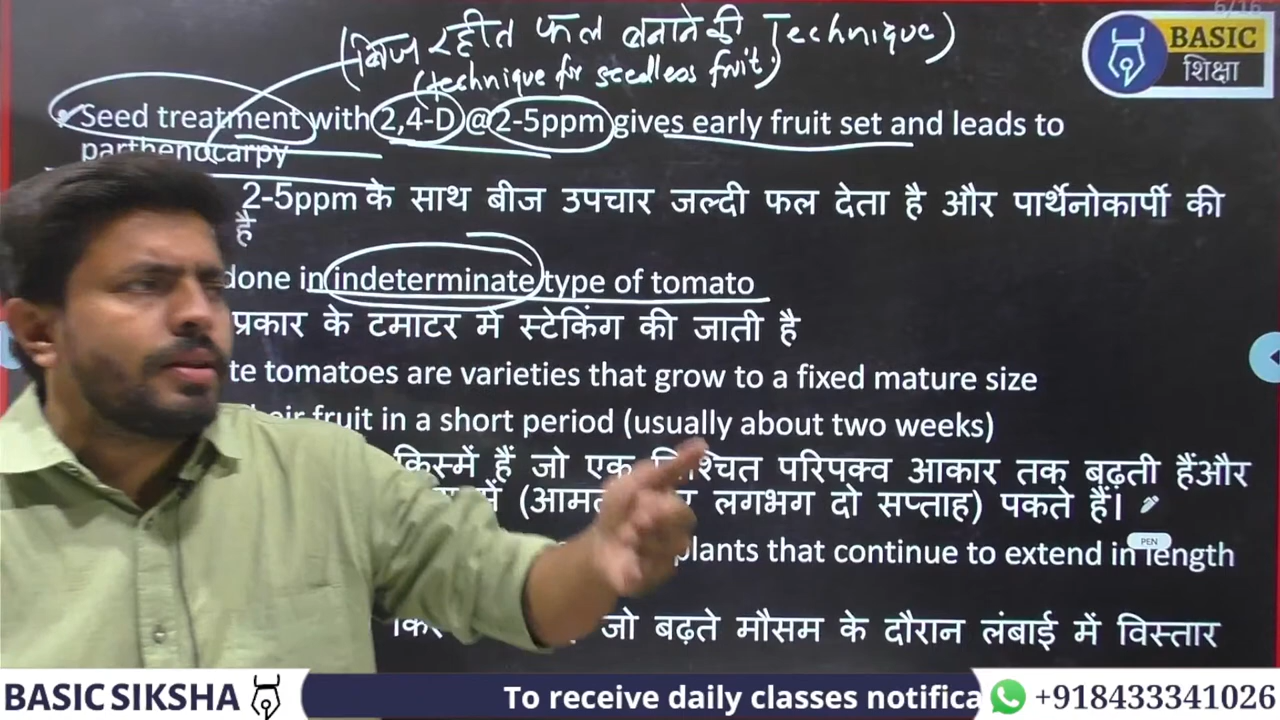 6/16
(बिज रहीत फल बनाने की Technique)
(technique for seedless fruit)
BASIC
शिक्षा
Seed treatment with 2,4-D @ 2-5ppm gives early fruit set and leads to
parthenocarpy
2-5ppm के साथ बीज उपचार जल्दी फल देता है और पार्थेनोकार्पी की
है
done in indeterminate type of tomato
प्रकार के टमाटर में स्टेकिंग की जाती है
te tomatoes are varieties that grow to a fixed mature size
fruit in a short period (usually about two weeks)
किस्में हैं जो एक निश्चित परिपक्व आकार तक बढ़ती हैंऔर
लगभग दो सप्ताह) पकते हैं।
PEN
plants that continue to extend in length
जो बढ़ते मौसम के दौरान लंबाई में विस्तार
BASIC SIKSHA To receive daily classes notifica +918433341026